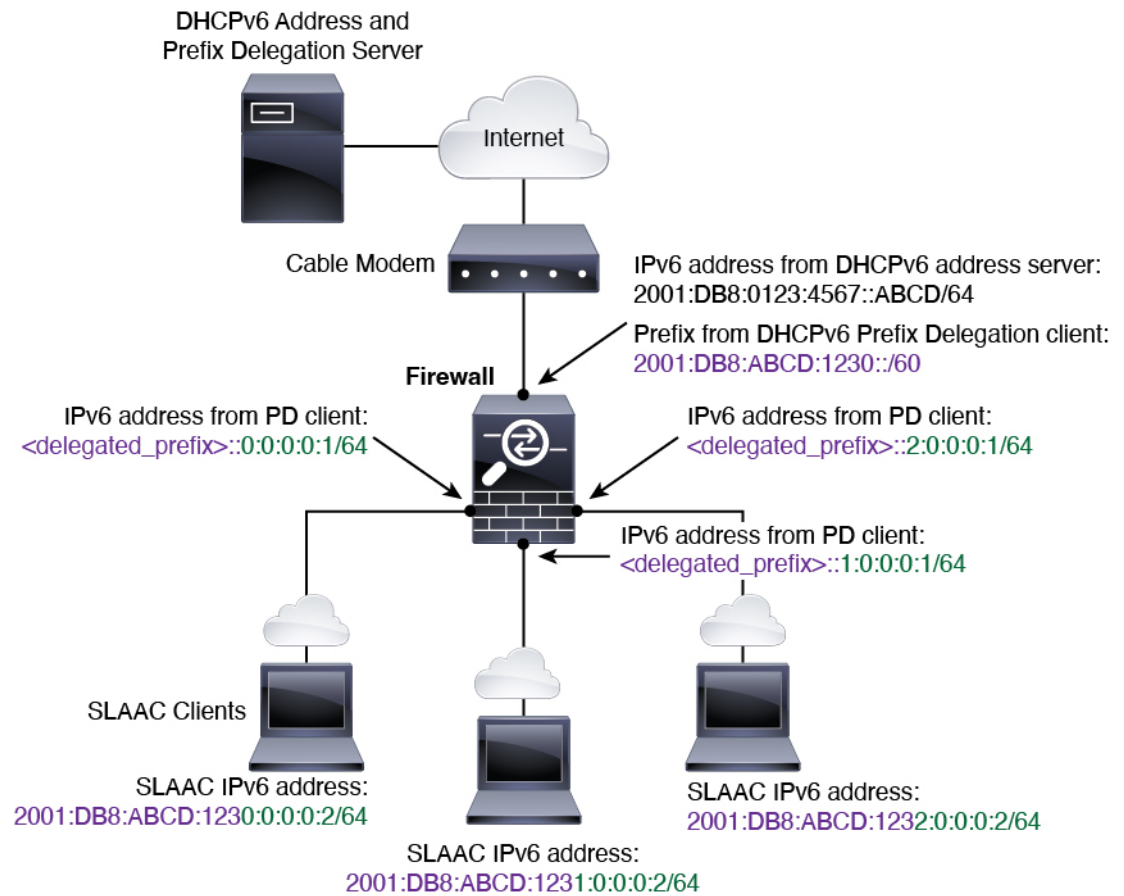 DHCPv6 Address and
Prefix Delegation Server
Internet
Cable Modem
IPv6 address from DHCPv6 address server:
2001:DB8:0123:4567::ABCD/64
Prefix from DHCPv6 Prefix Delegation client:
2001:DB8:ABCD:1230::/60
Firewall
IPv6 address from PD client:
<delegated_prefix>::0:0:0:0:1/64
IPv6 address from PD client:
<delegated_prefix>::2:0:0:0:1/64
IPv6 address from PD client:
<delegated_prefix>::1:0:0:0:1/64
SLAAC Clients
SLAAC IPv6 address:
2001:DB8:ABCD:1230:0:0:0:2/64
SLAAC IPv6 address:
2001:DB8:ABCD:1232:0:0:0:2/64
SLAAC IPv6 address:
2001:DB8:ABCD:1231:0:0:0:2/64